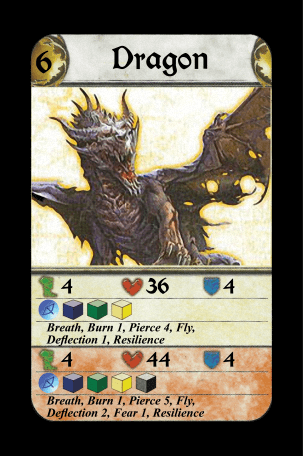 6 Dragon
4 36 4
Breath, Burn 1, Pierce 4, Fly,
Deflection 1, Resilience
4 44 4
Breath, Burn 1, Pierce 5, Fly,
Deflection 2, Fear 1, Resilience